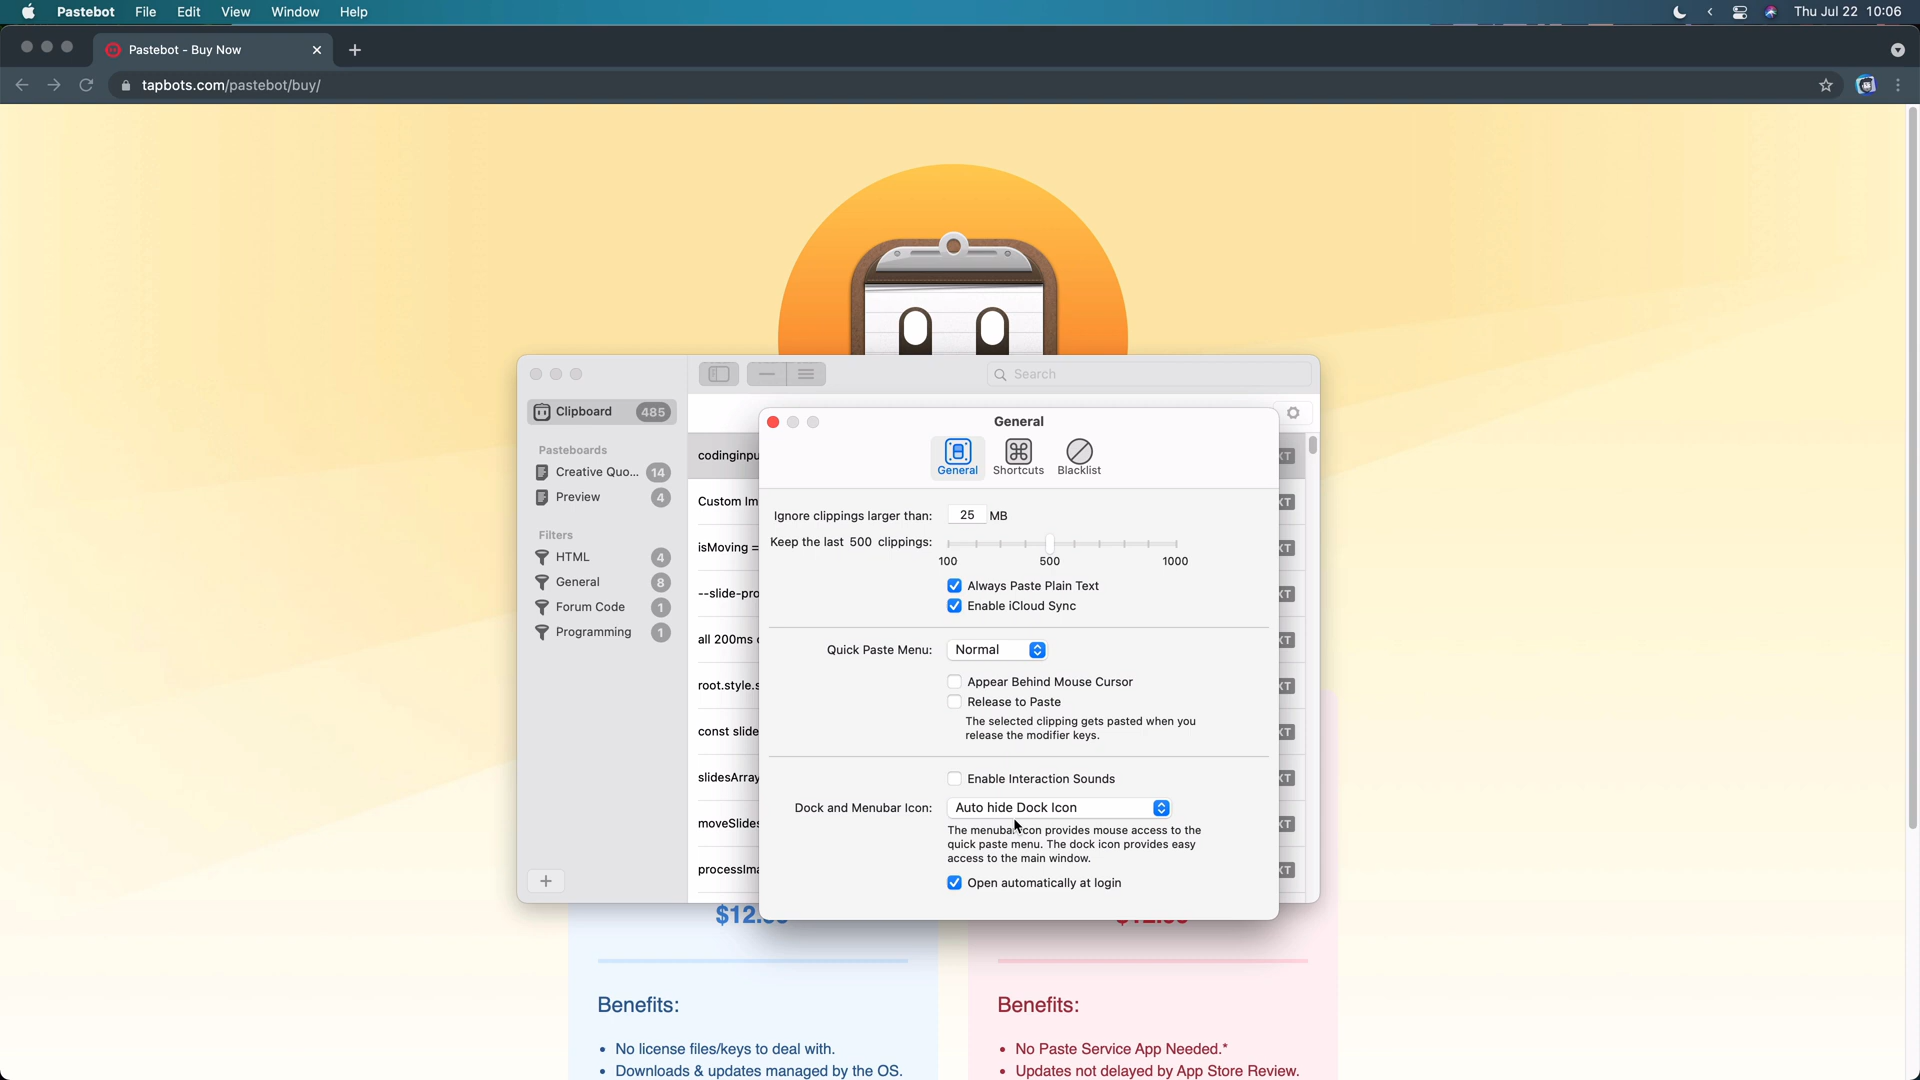 Pastebot File Edit View Window Help Thu Jul 22 10:06
Pastebot - Buy Now
tapbots.com/pastebot/buy/
Search
Clipboard 485
Pasteboards
Creative Quo... 14
Preview 4
Filters
HTML 4
General 8
Forum Code 1
Programming 1
codinginpu
Custom Im
isMoving =
--slide-pro
all 200ms
root.style.s
const slide
slidesArray
moveSlides
processIma
General
General Shortcuts Blacklist
Ignore clippings larger than: 25 MB
Keep the last 500 clippings:
100 500 1000
Always Paste Plain Text
Enable iCloud Sync
Quick Paste Menu: Normal
Appear Behind Mouse Cursor
Release to Paste
The selected clipping gets pasted when you
release the modifier keys.
Enable Interaction Sounds
Dock and Menubar Icon: Auto hide Dock Icon
The menubar icon provides mouse access to the
quick paste menu. The dock icon provides easy
access to the main window.
Open automatically at login
Benefits:
• No license files/keys to deal with.
• Downloads & updates managed by the OS.
Benefits:
• No Paste Service App Needed.*
• Updates not delayed by App Store Review.